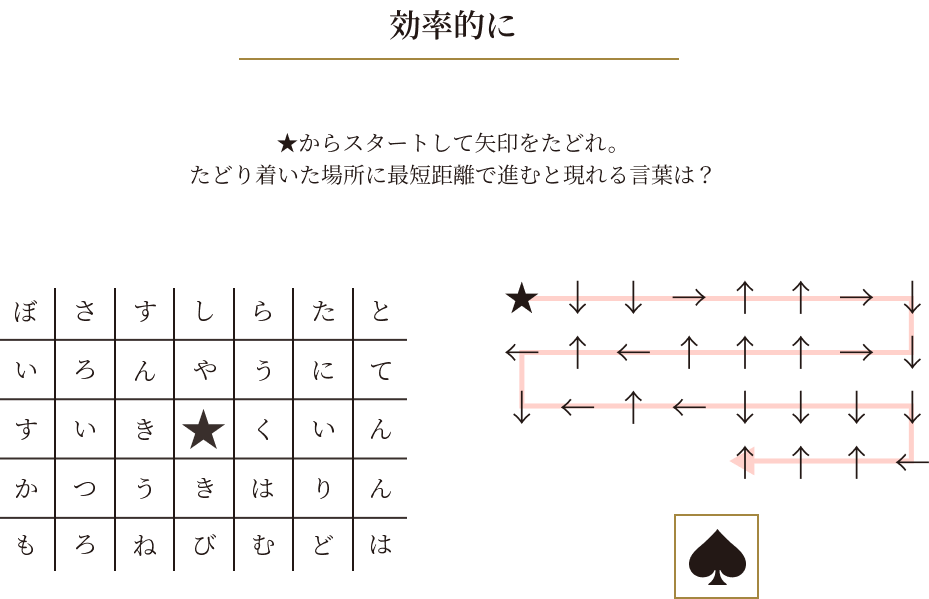 効率的に
★からスタートして矢印をたどれ。
たどり着いた場所に最短距離で進むと現れる言葉は？
ぼ さ す し ら た と
い ろ ん や う に て
す い き ★ く い ん
か つ う き は り ん
も ろ ね び む ど は
★ ↓ ↓ → ↑ ↑ → ↓
← ↑ ← ↑ ↑ ↑ → ↓
↓ ← ↑ ← ↓ ↓ ↓ ↓
↑ ↑ ↑ ←
♠